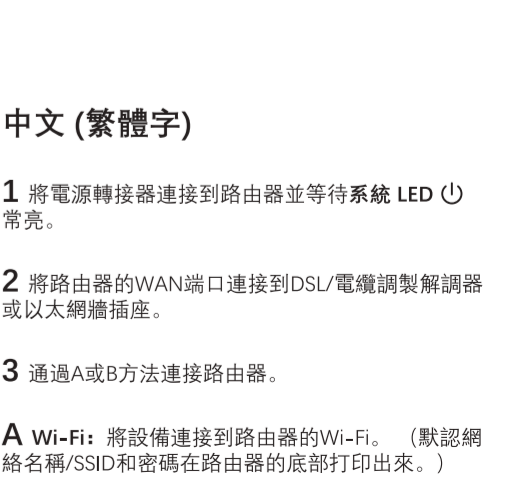 中文 (繁體字)
1 將電源轉接器連接到路由器並等待系統 LED ⏻
常亮。
2 將路由器的WAN端口連接到DSL/電纜調製解調器
或以太網牆插座。
3 通過A或B方法連接路由器。
A Wi-Fi：將設備連接到路由器的Wi-Fi。 （默認網
絡名稱/SSID和密碼在路由器的底部打印出來。）